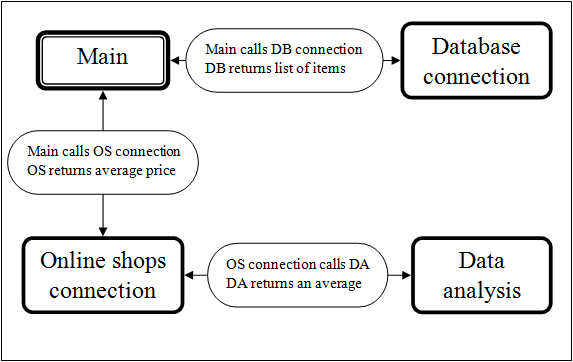 Main
Main calls DB connection
DB returns list of items
Database
connection
Main calls OS connection
OS returns average price
Online shops
connection
OS connection calls DA
DA returns an average
Data
analysis